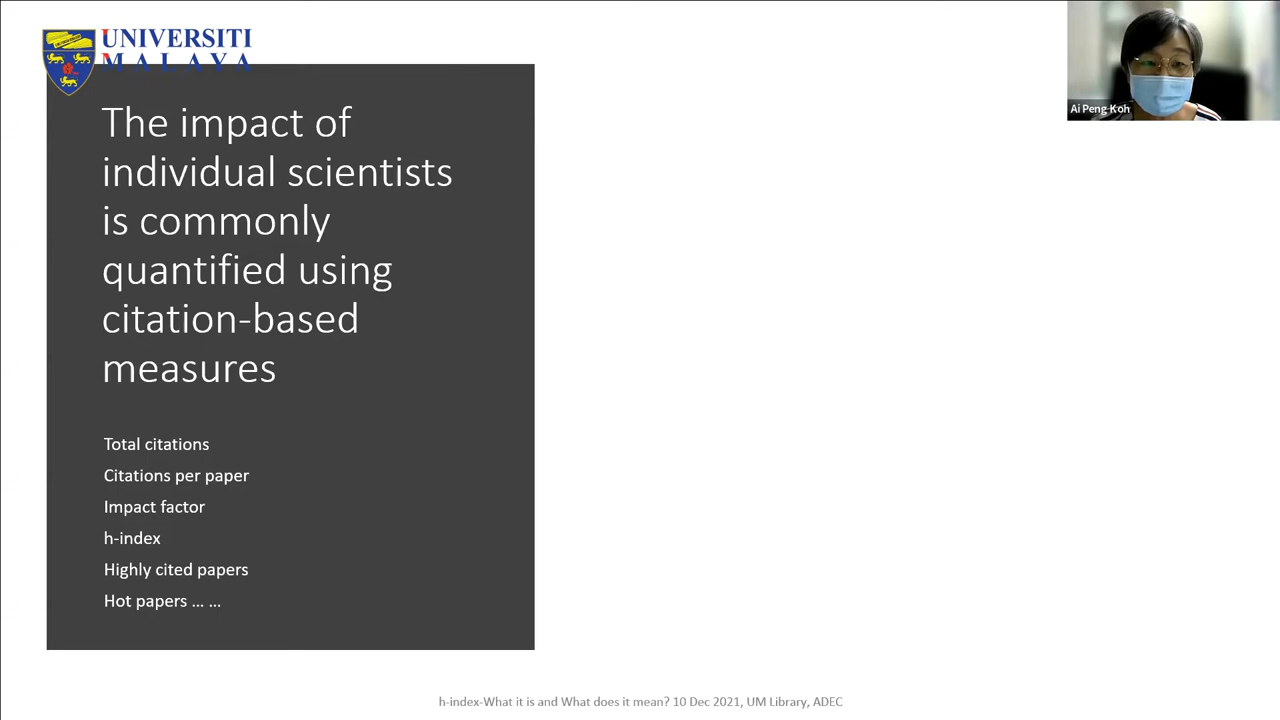 UNIVERSITI
MALAYA
Ai Peng Koh
The impact of
individual scientists
is commonly
quantified using
citation-based
measures
Total citations
Citations per paper
Impact factor
h-index
Highly cited papers
Hot papers ... ...
h-index-What it is and What does it mean? 10 Dec 2021, UM Library, ADEC